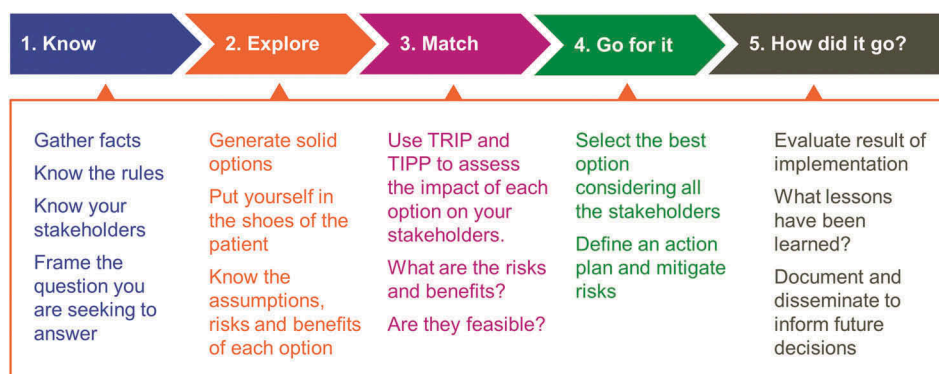 1. Know
2. Explore
3. Match
4. Go for it
5. How did it go?
Gather facts
Know the rules
Know your
stakeholders
Frame the
question you
are seeking to
answer
Generate solid
options
Put yourself in
the shoes of the
patient
Know the
assumptions,
risks and benefits
of each option
Use TRIP and
TIPP to assess
the impact of each
option on your
stakeholders.
What are the risks
and benefits?
Are they feasible?
Select the best
option
considering all
the stakeholders
Define an action
plan and mitigate
risks
Evaluate result of
implementation
What lessons
have been
learned?
Document and
disseminate to
inform future
decisions